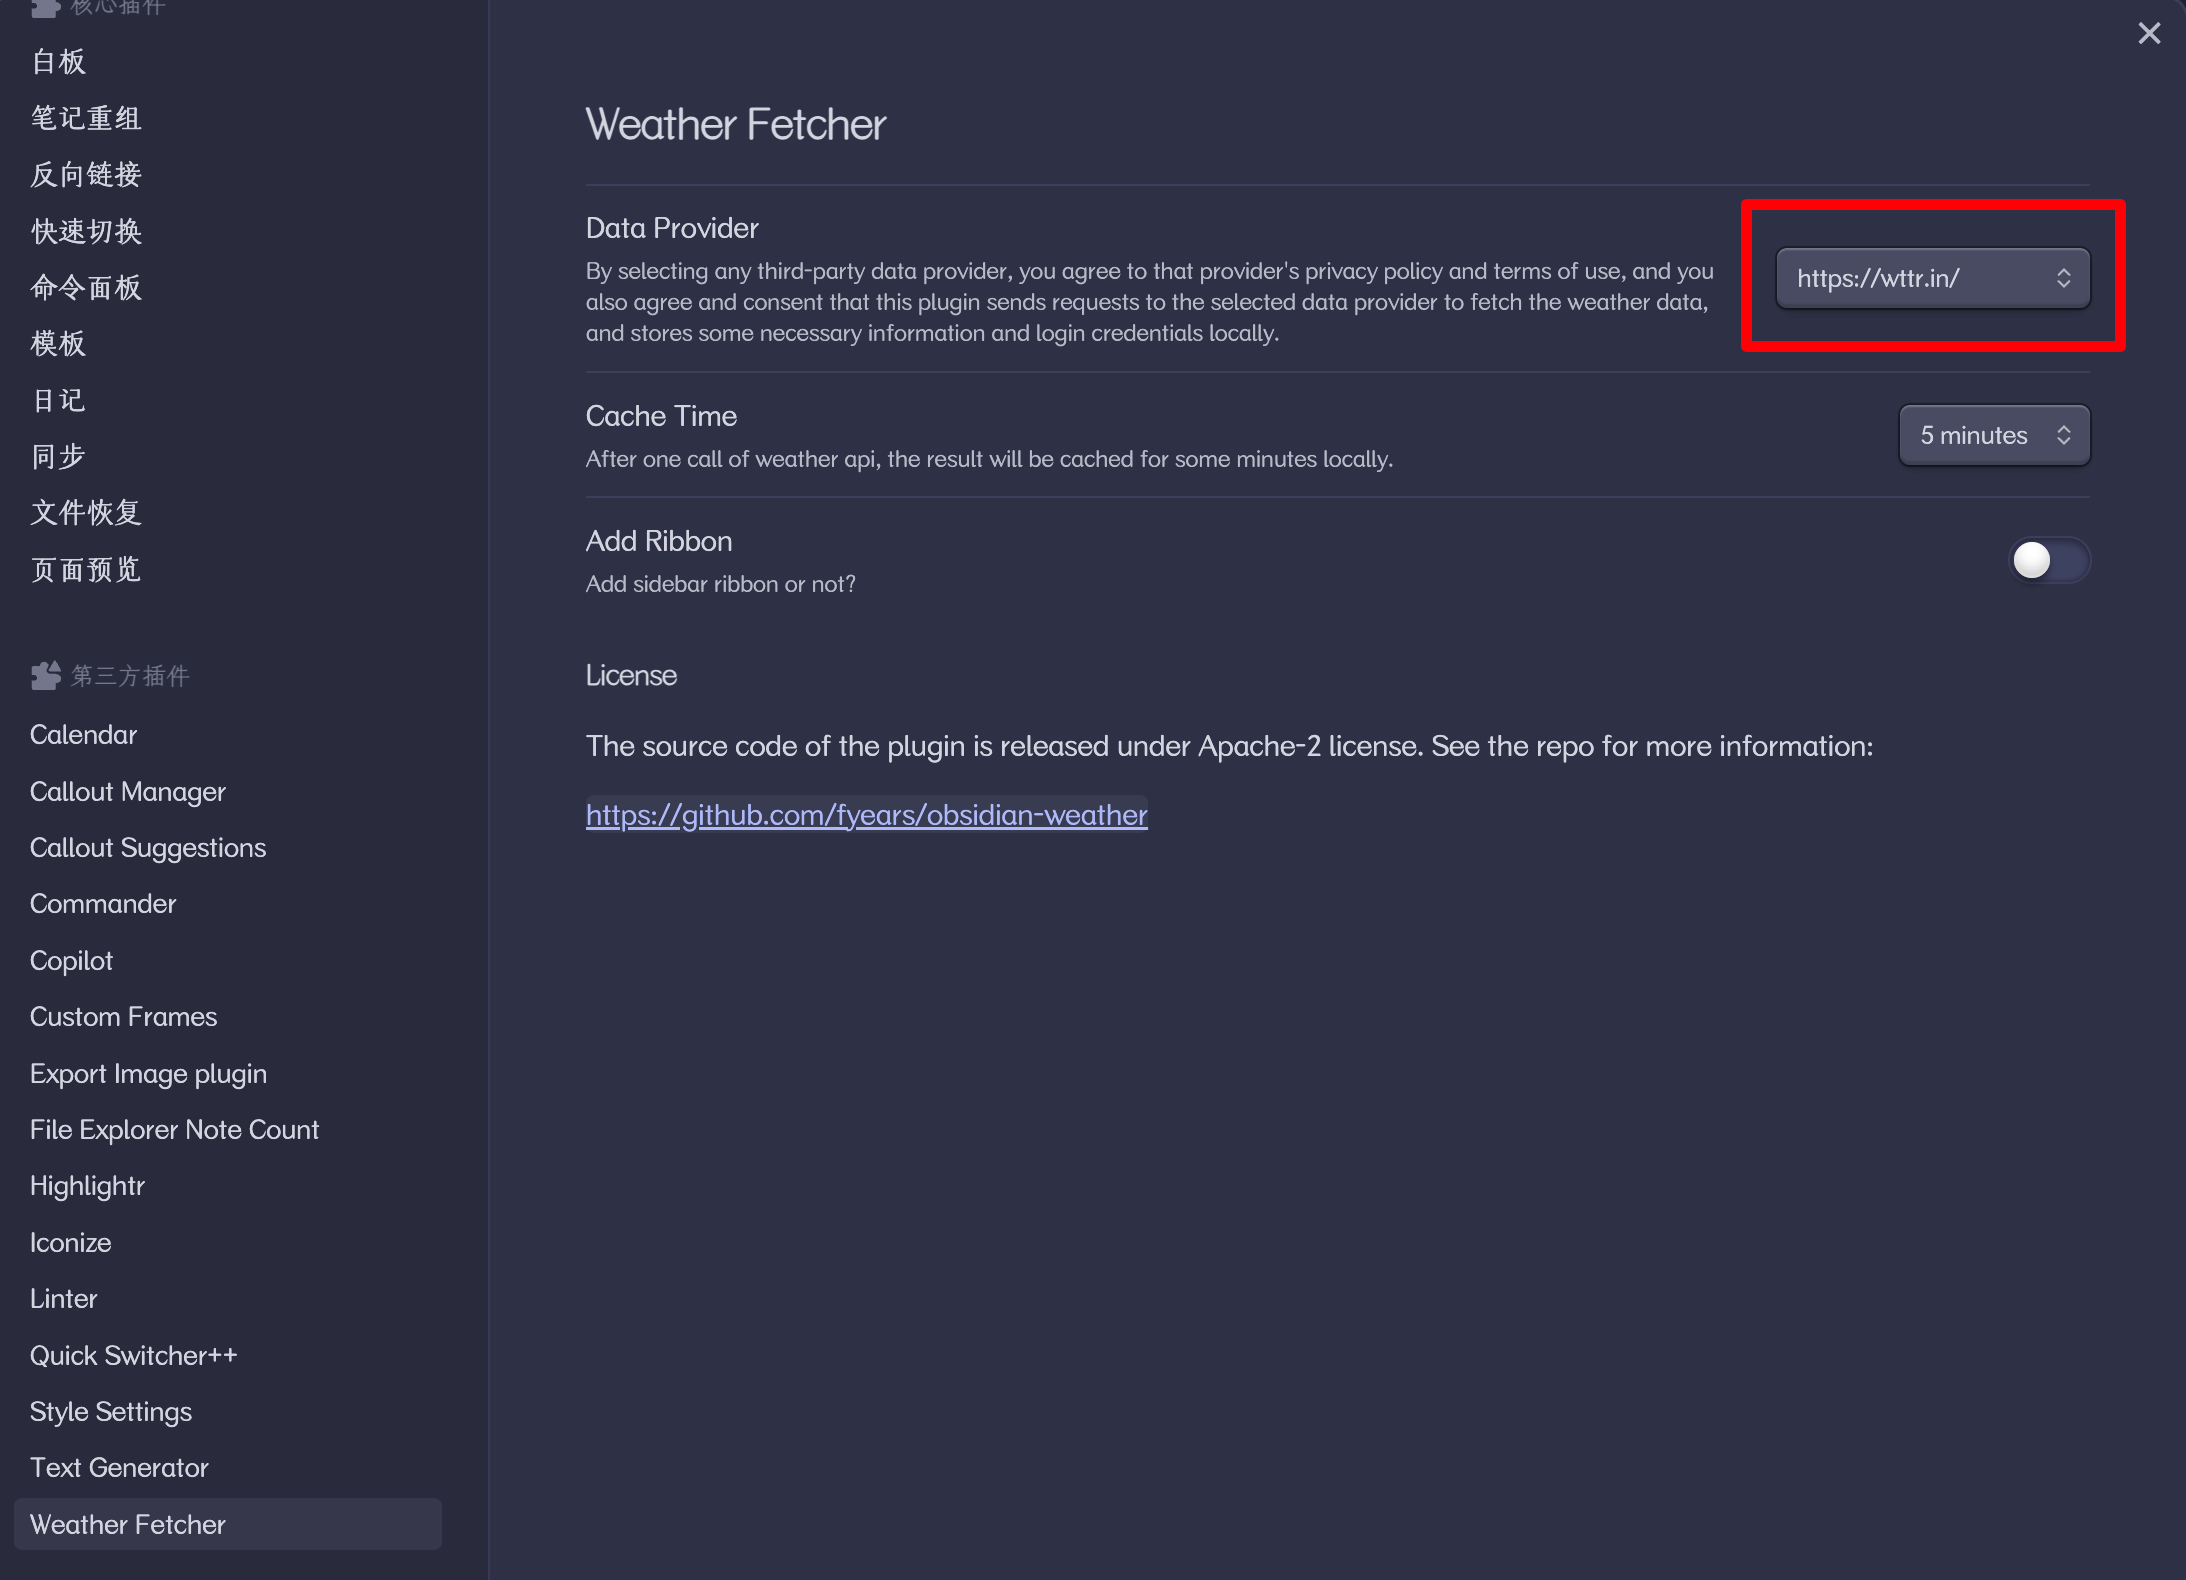 核心插件
白板
笔记重组
反向链接
快速切换
命令面板
模板
日记
同步
文件恢复
页面预览
第三方插件
Calendar
Callout Manager
Callout Suggestions
Commander
Copilot
Custom Frames
Export Image plugin
File Explorer Note Count
Highlightr
Iconize
Linter
Quick Switcher++
Style Settings
Text Generator
Weather Fetcher
Weather Fetcher
Data Provider
By selecting any third-party data provider, you agree to that provider's privacy policy and terms of use, and you
also agree and consent that this plugin sends requests to the selected data provider to fetch the weather data,
and stores some necessary information and login credentials locally.
https://wttr.in/
Cache Time
After one call of weather api, the result will be cached for some minutes locally.
5 minutes
Add Ribbon
Add sidebar ribbon or not?
License
The source code of the plugin is released under Apache-2 license. See the repo for more information:
https://github.com/fyears/obsidian-weather